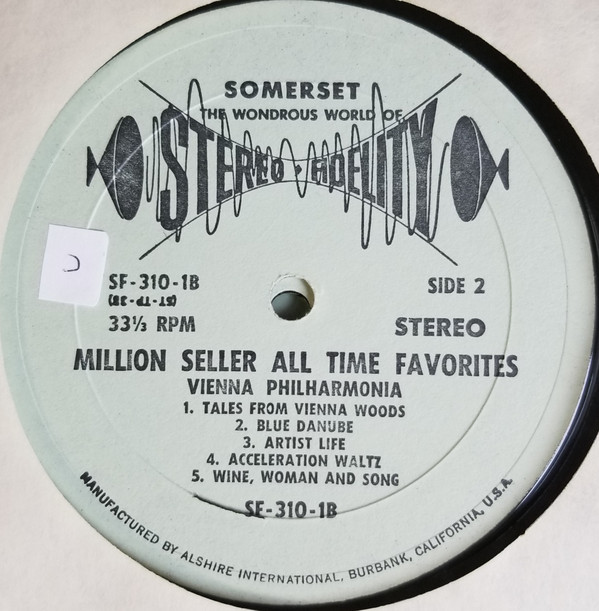 SOMERSET
THE WONDROUS WORLD OF
STEREO-FIDELITY
SF-310-1B
SIDE 2
33⅓ RPM
STEREO
MILLION SELLER ALL TIME FAVORITES
VIENNA PHILHARMONIA
1. TALES FROM VIENNA WOODS
2. BLUE DANUBE
3. ARTIST LIFE
4. ACCELERATION WALTZ
5. WINE, WOMAN AND SONG
SF-310-1B
MANUFACTURED BY ALSHIRE INTERNATIONAL, BURBANK, CALIFORNIA, U.S.A.